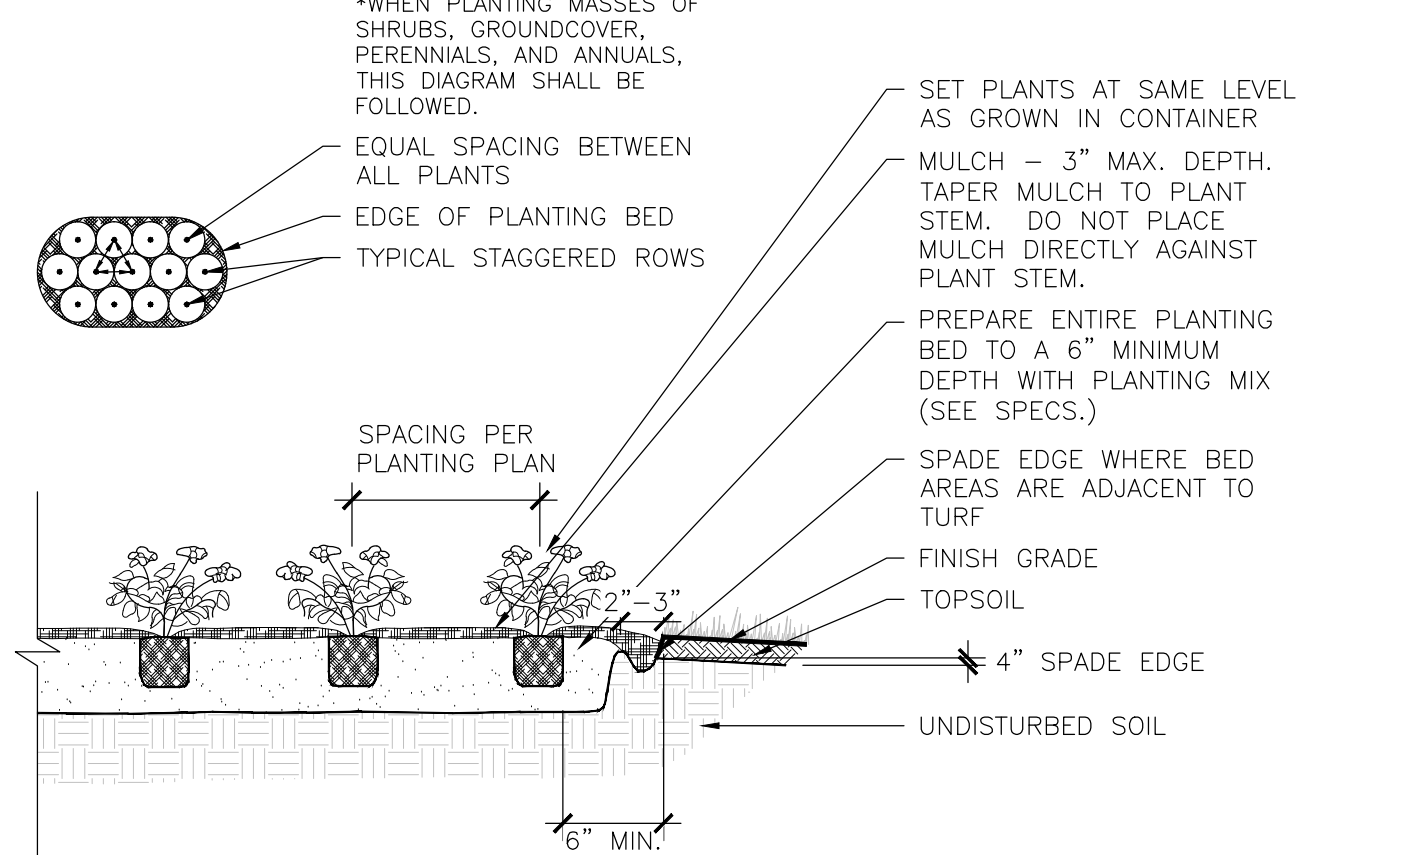 *WHEN PLANTING MASSES OF
SHRUBS, GROUNDCOVER,
PERENNIALS, AND ANNUALS,
THIS DIAGRAM SHALL BE
FOLLOWED.
EQUAL SPACING BETWEEN
ALL PLANTS
EDGE OF PLANTING BED
TYPICAL STAGGERED ROWS
SPACING PER
PLANTING PLAN
SET PLANTS AT SAME LEVEL
AS GROWN IN CONTAINER
MULCH – 3" MAX. DEPTH.
TAPER MULCH TO PLANT
STEM.  DO NOT PLACE
MULCH DIRECTLY AGAINST
PLANT STEM.
PREPARE ENTIRE PLANTING
BED TO A 6" MINIMUM
DEPTH WITH PLANTING MIX
(SEE SPECS.)
SPADE EDGE WHERE BED
AREAS ARE ADJACENT TO
TURF
FINISH GRADE
TOPSOIL
2"–3"
4" SPADE EDGE
UNDISTURBED SOIL
6" MIN.